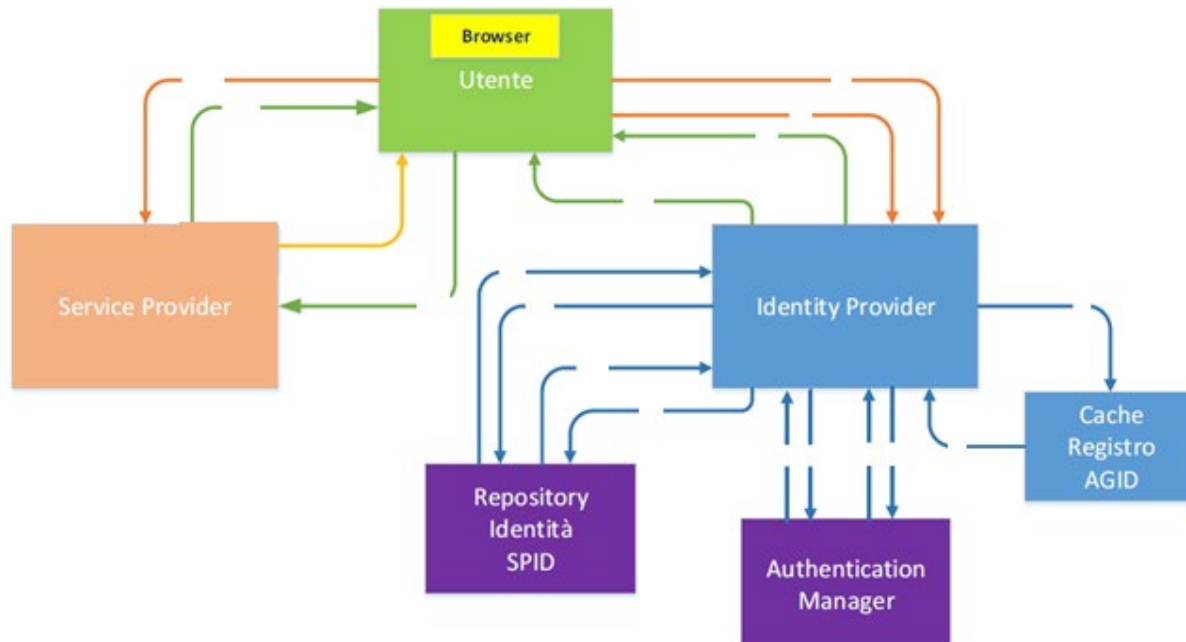 Browser
Utente
Service Provider
Identity Provider
Cache
Registro
AGID
Repository
Identità
SPID
Authentication
Manager